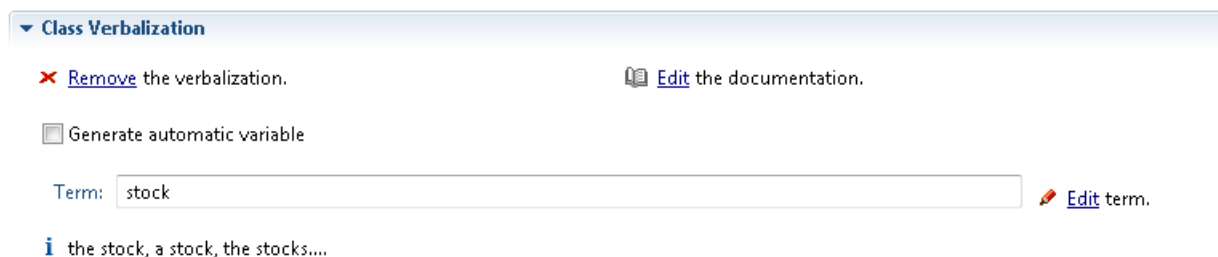 Class Verbalization
Remove the verbalization. Edit the documentation.
Generate automatic variable
Term: stock Edit term.
i the stock, a stock, the stocks....